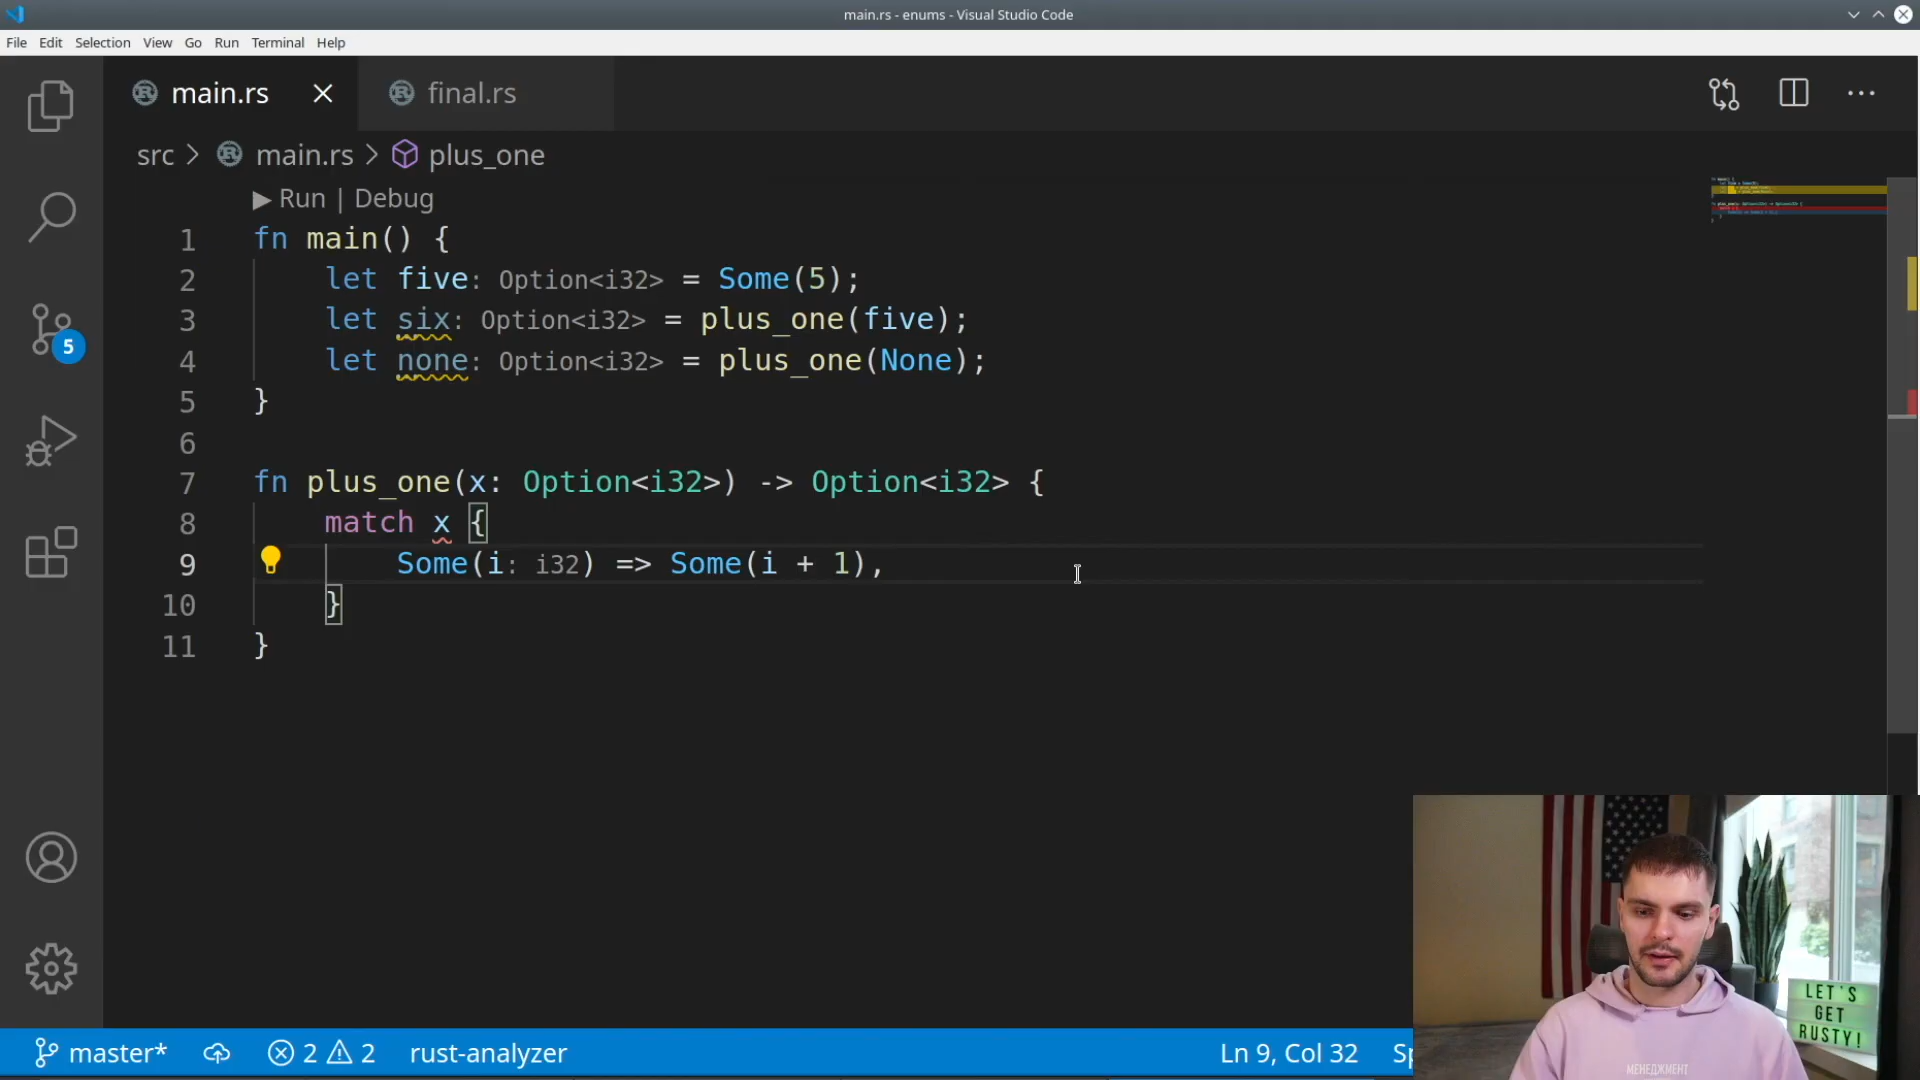 main.rs - enums - Visual Studio Code
File Edit Selection View Go Run Terminal Help
main.rs final.rs
src > main.rs > plus_one
▶ Run | Debug
1 fn main() {
2 let five: Option<i32> = Some(5);
3 let six: Option<i32> = plus_one(five);
4 let none: Option<i32> = plus_one(None);
5 }
6
7 fn plus_one(x: Option<i32>) -> Option<i32> {
8 match x {
9 Some(i: i32) => Some(i + 1),
10 }
11 }
5
LET'S
GET
RUSTY!
МЕНЕДЖМЕНТ
master* 2 2 rust-analyzer Ln 9, Col 32 Sp